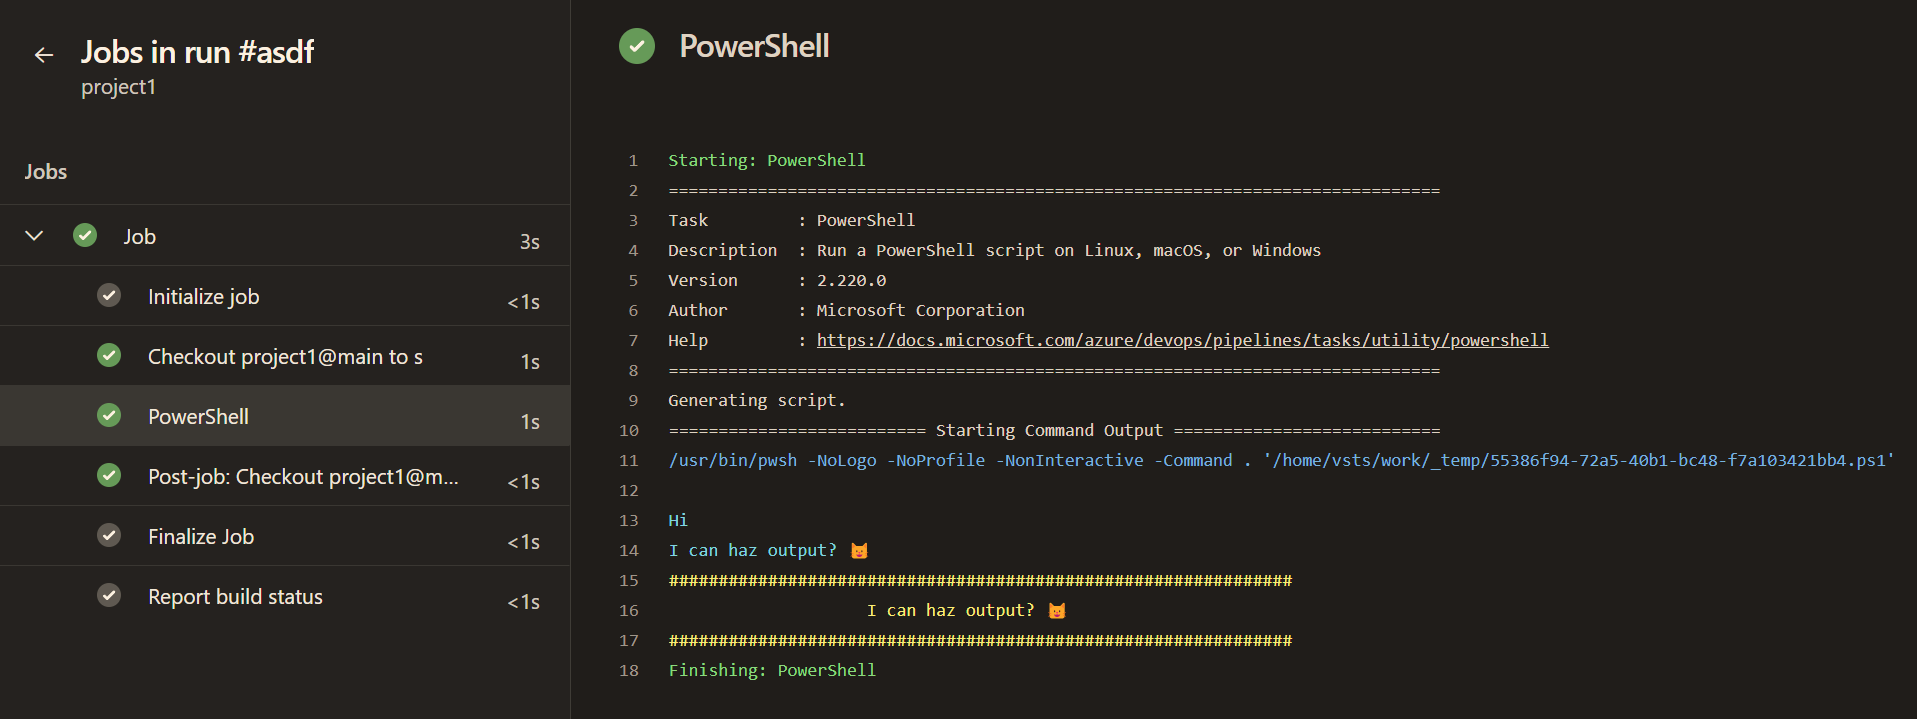 Jobs in run #asdf
project1
Jobs
Job 3s
Initialize job <1s
Checkout project1@main to s 1s
PowerShell 1s
Post-job: Checkout project1@m... <1s
Finalize Job <1s
Report build status <1s
PowerShell
1 Starting: PowerShell
2 ==============================================================================
3 Task         : PowerShell
4 Description  : Run a PowerShell script on Linux, macOS, or Windows
5 Version      : 2.220.0
6 Author       : Microsoft Corporation
7 Help         : https://docs.microsoft.com/azure/devops/pipelines/tasks/utility/powershell
8 ==============================================================================
9 Generating script.
10 ========================== Starting Command Output ===========================
11 /usr/bin/pwsh -NoLogo -NoProfile -NonInteractive -Command . '/home/vsts/work/_temp/55386f94-72a5-40b1-bc48-f7a103421bb4.ps1'
12
13 Hi
14 I can haz output? 😺
15 ###############################################################
16                     I can haz output? 😺
17 ###############################################################
18 Finishing: PowerShell